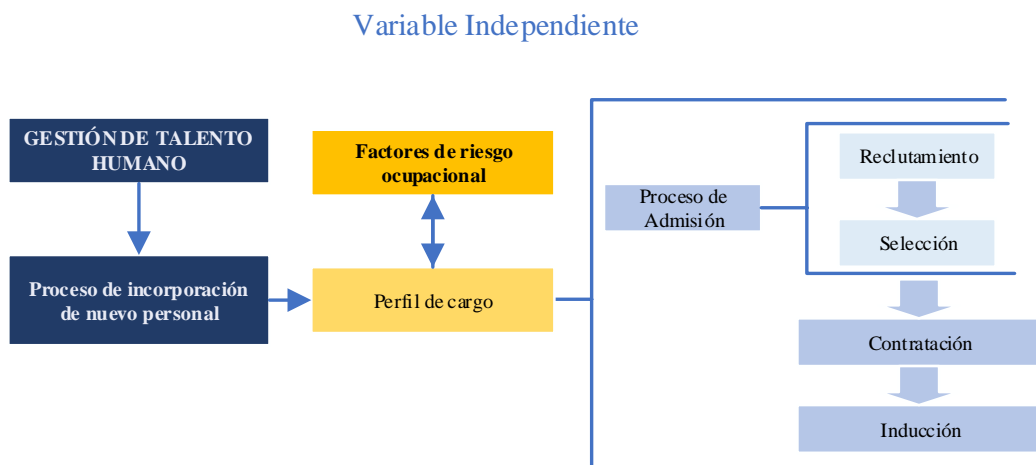 Variable Independiente
GESTIÓN DE TALENTO
HUMANO
Proceso de incorporación
de nuevo personal
Factores de riesgo
ocupacional
Perfil de cargo
Proceso de
Admisión
Reclutamiento
Selección
Contratación
Inducción